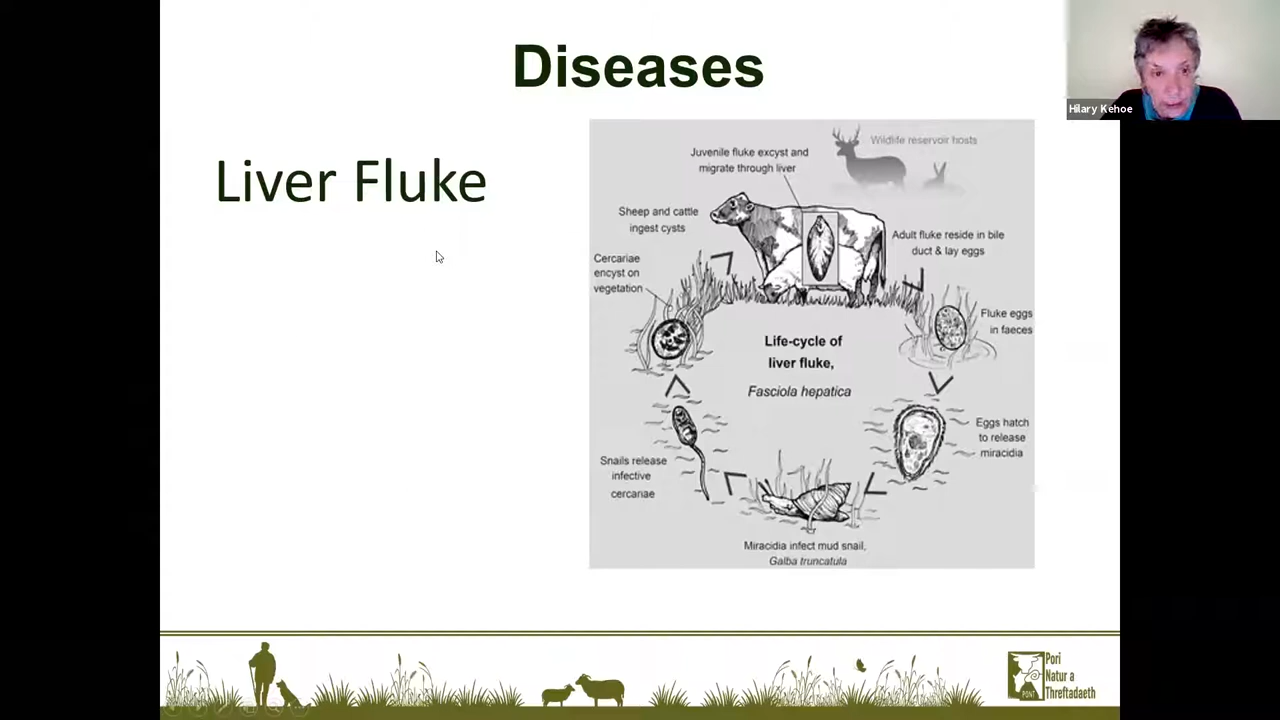 Diseases
Hilary Kehoe
Liver Fluke
Wildlife reservoir hosts
Juvenile fluke excyst and
migrate through liver
Sheep and cattle
ingest cysts
Adult fluke reside in bile
duct & lay eggs
Cercariae
encyst on
vegetation
Fluke eggs
in faeces
Life-cycle of
liver fluke,
Fasciola hepatica
Eggs hatch
to release
miracidia
Snails release
infective
cercariae
Miracidia infect mud snail,
Galba truncatula
Pori
Natur a
Threftadaeth
PONT